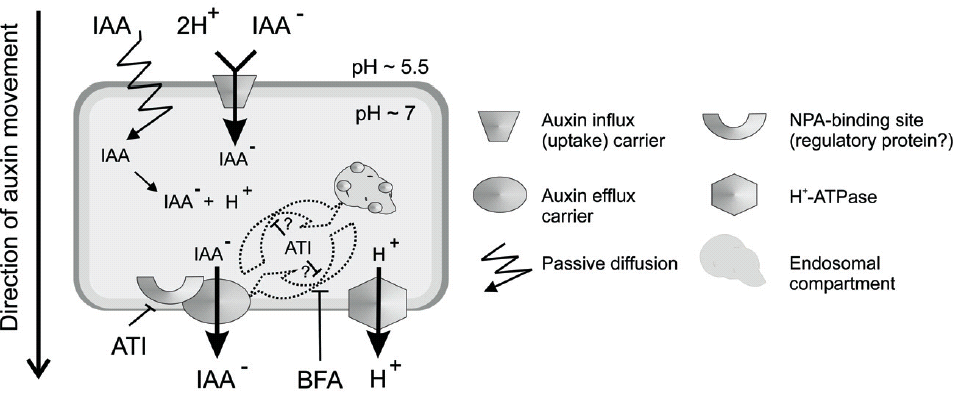 Direction of auxin movement
IAA 2H+ IAA-
pH ~ 5.5
pH ~ 7
IAA
IAA-
IAA- + H+
?
ATI
?
IAA-
H+
ATI
IAA-
BFA
H+
Auxin influx
(uptake) carrier
NPA-binding site
(regulatory protein?)
Auxin efflux
carrier
H+-ATPase
Passive diffusion
Endosomal
compartment